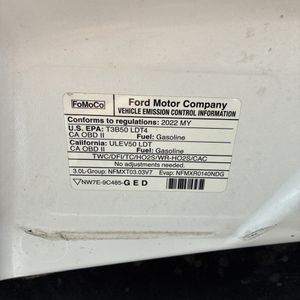 FoMoCo
Ford Motor Company
VEHICLE EMISSION CONTROL INFORMATION
Conforms to regulations: 2022 MY
U.S. EPA: T3B50 LDT4
CA OBD II Fuel: Gasoline
California: ULEV50 LDT
CA OBD II Fuel: Gasoline
TWC/DFI/TC/HO2S/WR-HO2S/CAC
No adjustments needed.
3.0L-Group: NFMXT03.03V7 Evap: NFMXR0140NDG
NW7E-9C485-GED